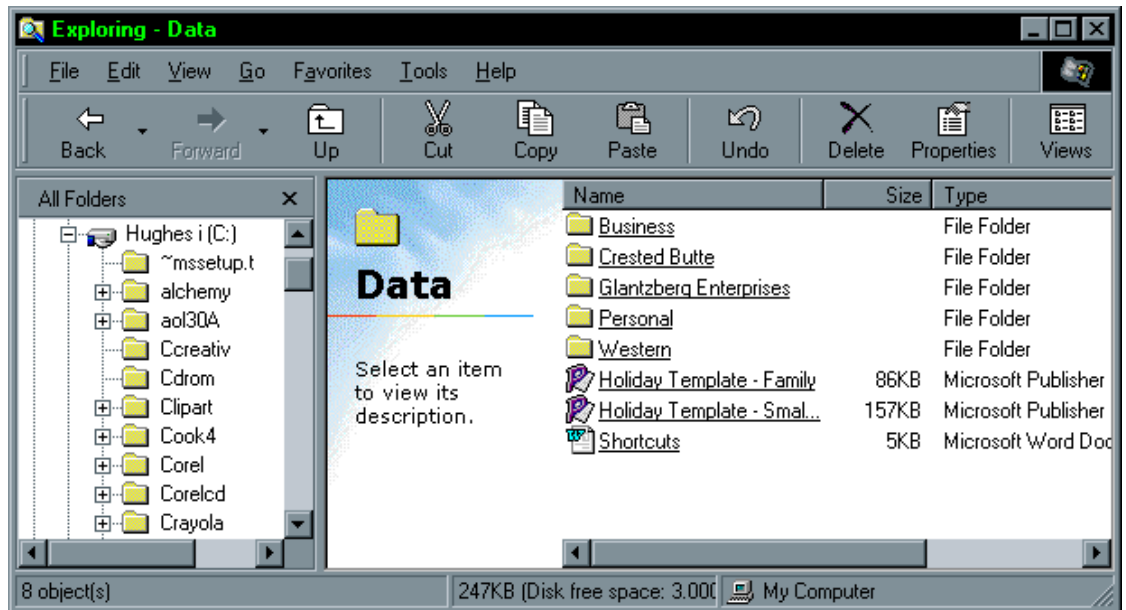 Exploring - Data
File Edit View Go Favorites Tools Help
Back Forward Up Cut Copy Paste Undo Delete Properties Views
All Folders
Hughes i (C:)
~mssetup.t
alchemy
aol30A
Ccreativ
Cdrom
Clipart
Cook4
Corel
Corelcd
Crayola
Data
Select an item
to view its
description.
Name Size Type
Business File Folder
Crested Butte File Folder
Glantzberg Enterprises File Folder
Personal File Folder
Western File Folder
Holiday Template - Family 86KB Microsoft Publisher
Holiday Template - Smal... 157KB Microsoft Publisher
Shortcuts 5KB Microsoft Word Doc
8 object(s) 247KB (Disk free space: 3.00 My Computer